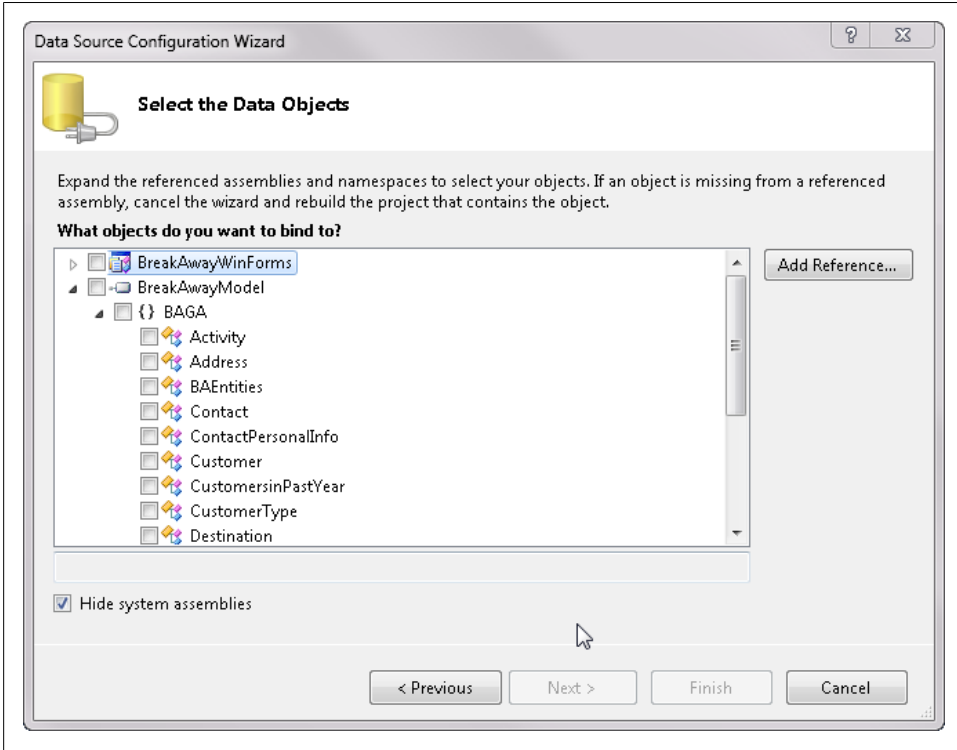 Data Source Configuration Wizard
Select the Data Objects
Expand the referenced assemblies and namespaces to select your objects. If an object is missing from a referenced
assembly, cancel the wizard and rebuild the project that contains the object.
What objects do you want to bind to?
BreakAwayWinForms
Add Reference...
BreakAwayModel
{} BAGA
Activity
Address
BAEntities
Contact
ContactPersonalInfo
Customer
CustomersinPastYear
CustomerType
Destination
Hide system assemblies
< Previous
Next >
Finish
Cancel